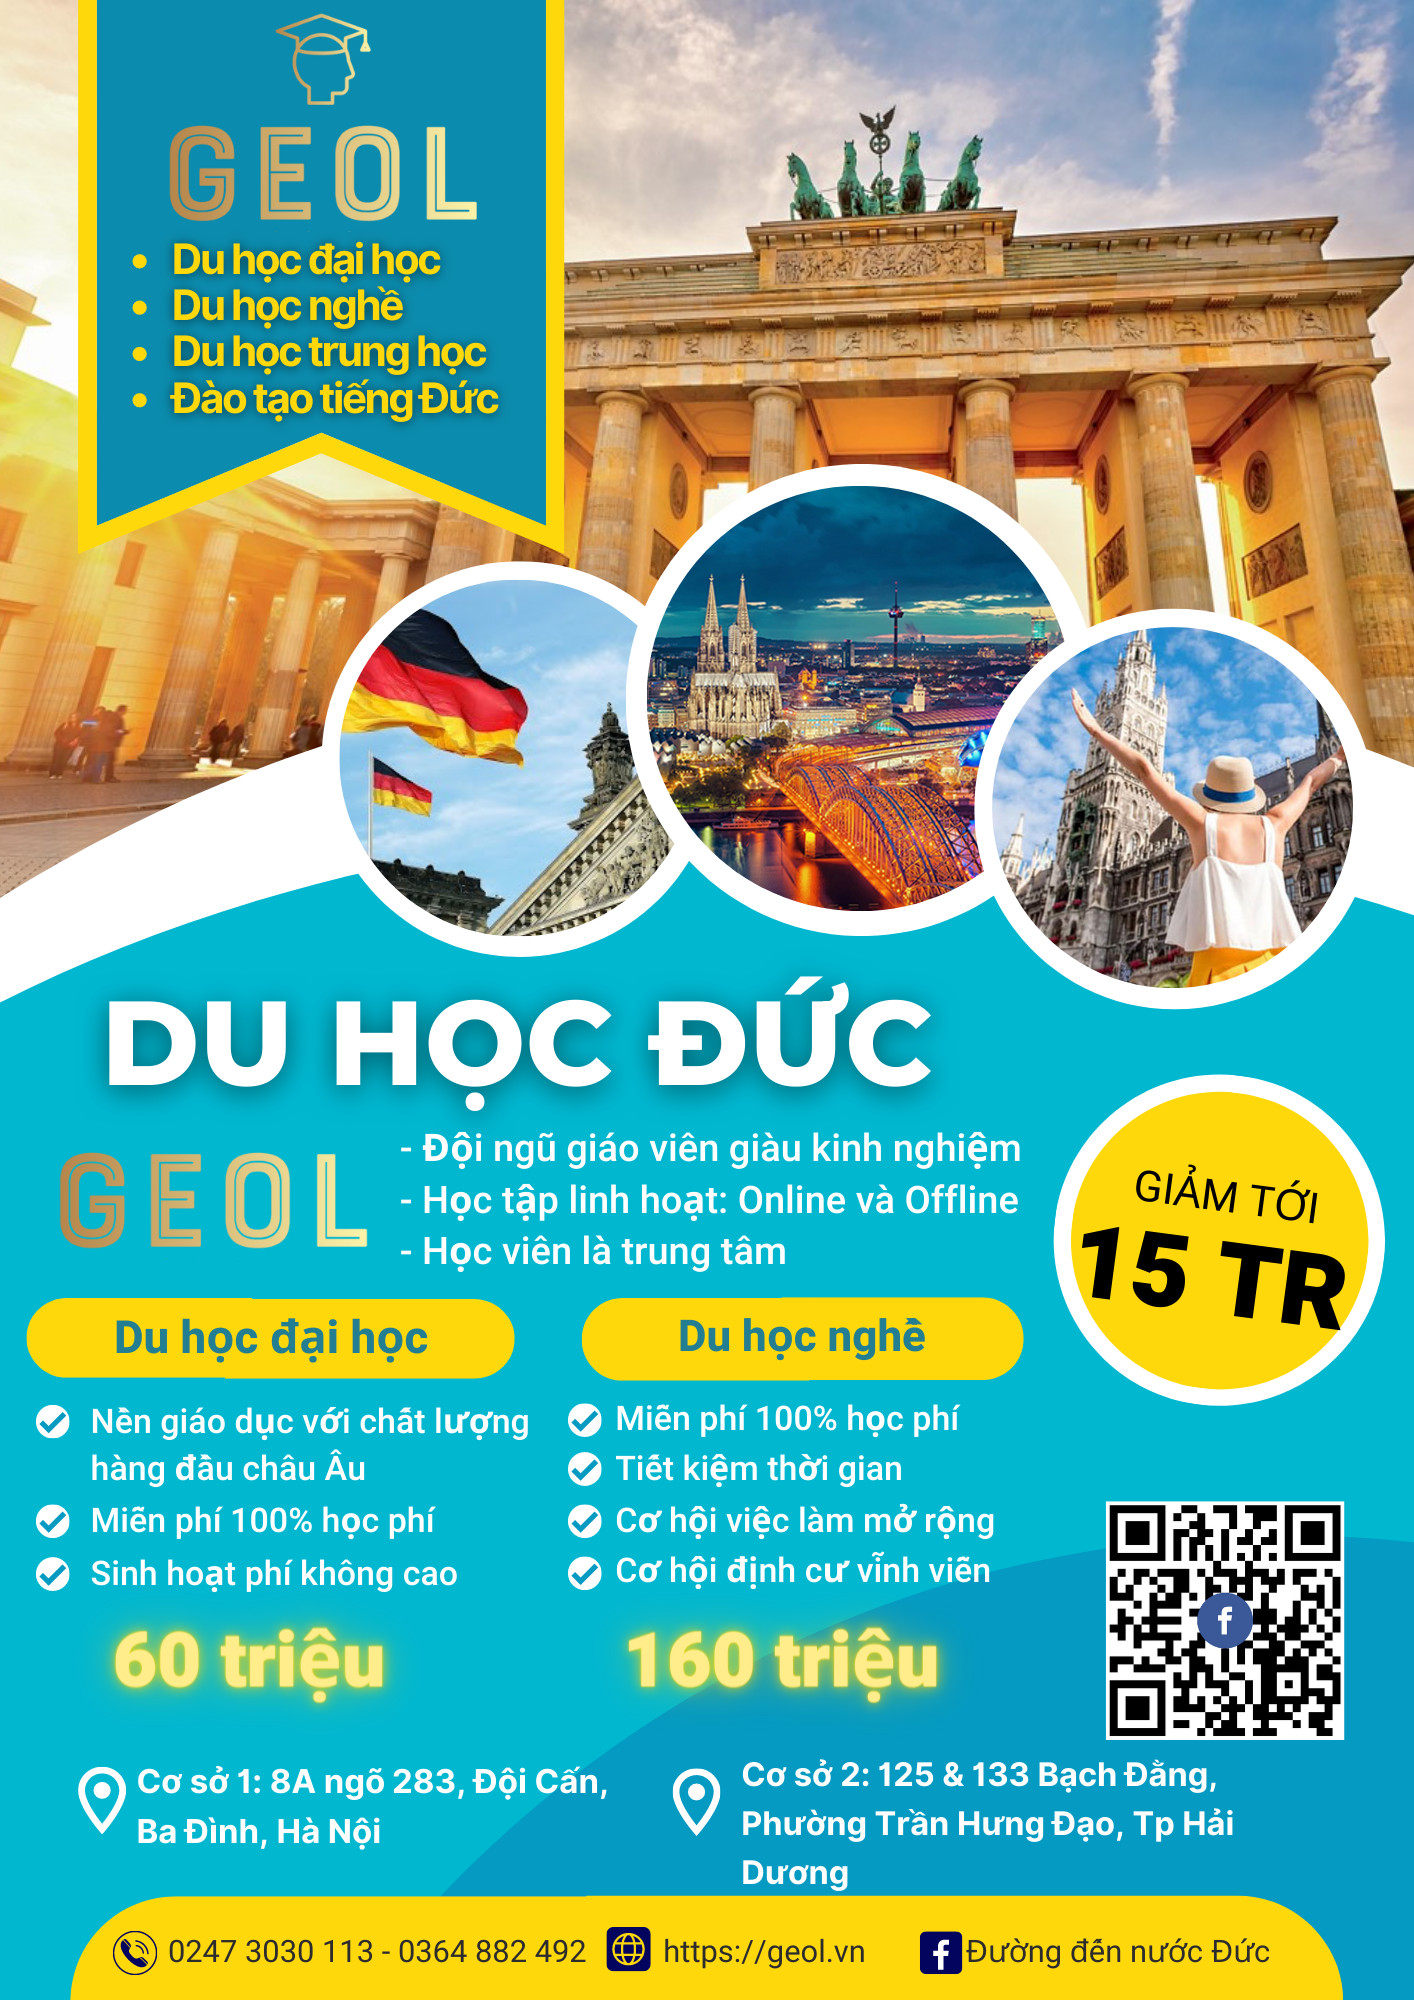 GEOL
• Du học đại học
• Du học nghề
• Du học trung học
• Đào tạo tiếng Đức
DU HỌC ĐỨC
GEOL
- Đội ngũ giáo viên giàu kinh nghiệm
- Học tập linh hoạt: Online và Offline
- Học viên là trung tâm
GIẢM TỚI
15 TR
Du học đại học
Nền giáo dục với chất lượng
hàng đầu châu Âu
Miễn phí 100% học phí
Sinh hoạt phí không cao
60 triệu
Du học nghề
Miễn phí 100% học phí
Tiết kiệm thời gian
Cơ hội việc làm mở rộng
Cơ hội định cư vĩnh viễn
160 triệu
Cơ sở 1: 8A ngõ 283, Đội Cấn,
Ba Đình, Hà Nội
Cơ sở 2: 125 & 133 Bạch Đằng,
Phường Trần Hưng Đạo, Tp Hải
Dương
0247 3030 113 - 0364 882 492
https://geol.vn
Đường đến nước Đức